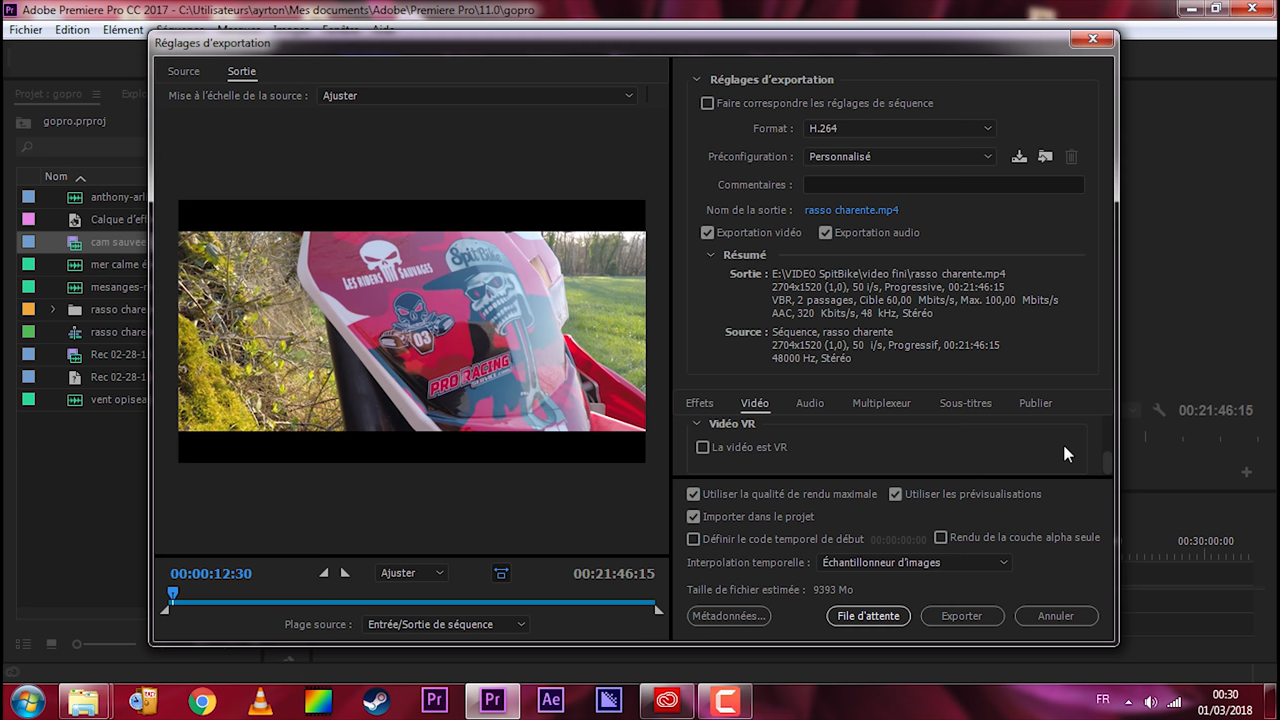 Adobe Premiere Pro CC 2017 - C:\Utilisateurs\ayrton\Mes documents\Adobe\Premiere Pro\11.0\gopro
Fichier Edition Elément
Réglages d'exportation
Source Sortie
Mise à l'échelle de la source : Ajuster
Réglages d'exportation
Faire correspondre les réglages de séquence
Format : H.264
Préconfiguration : Personnalisé
Commentaires :
Nom de la sortie : rasso charente.mp4
Exportation vidéo Exportation audio
Résumé
Sortie : E:\VIDEO SpitBike\video fini\rasso charente.mp4
2704x1520 (1,0), 50 i/s, Progressive, 00:21:46:15
VBR, 2 passages, Cible 60,00 Mbits/s, Max. 100,00 Mbits/s
AAC, 320 Kbits/s, 48 kHz, Stéréo
Source : Séquence, rasso charente
2704x1520 (1,0), 50 i/s, Progressif, 00:21:46:15
48000 Hz, Stéréo
Effets Vidéo Audio Multiplexeur Sous-titres Publier
Vidéo VR
La vidéo est VR
Utiliser la qualité de rendu maximale Utiliser les prévisualisations
Importer dans le projet
Définir le code temporel de début 00:00:00:00 Rendu de la couche alpha seule
Interpolation temporelle : Échantillonneur d'images
Taille de fichier estimée : 9393 Mo
Métadonnées... File d'attente Exporter Annuler
00:00:12:30 Ajuster 00:21:46:15
Plage source : Entrée/Sortie de séquence
Projet : gopro
gopro.prproj
Nom
anthony-arl
Calque d'eff
cam sauvee
mer calme é
mesanges-n
rasso chare
rasso chare
Rec 02-28-1
Rec 02-28-1
vent opisea
LES RIDERS SAUVAGES
SpitBike
03
PRO RACING
00:21:46:15
00:30:00:00
Pr Pr Ae
FR
00:30
01/03/2018